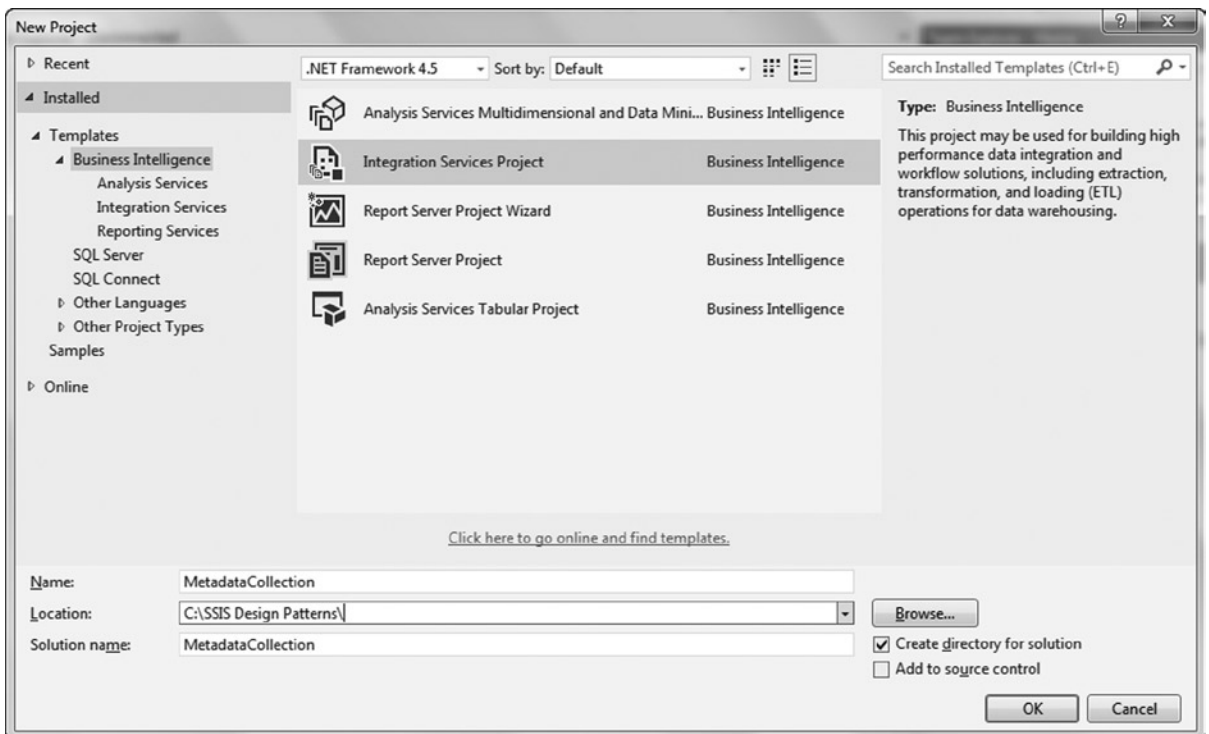 New Project
Recent
Installed
Templates
Business Intelligence
Analysis Services
Integration Services
Reporting Services
SQL Server
SQL Connect
Other Languages
Other Project Types
Samples
Online
.NET Framework 4.5 Sort by: Default
Analysis Services Multidimensional and Data Mini... Business Intelligence
Integration Services Project Business Intelligence
Report Server Project Wizard Business Intelligence
Report Server Project Business Intelligence
Analysis Services Tabular Project Business Intelligence
Click here to go online and find templates.
Search Installed Templates (Ctrl+E)
Type: Business Intelligence
This project may be used for building high
performance data integration and
workflow solutions, including extraction,
transformation, and loading (ETL)
operations for data warehousing.
Name: MetadataCollection
Location: C:\SSIS Design Patterns\ Browse...
Solution name: MetadataCollection
Create directory for solution
Add to source control
OK Cancel